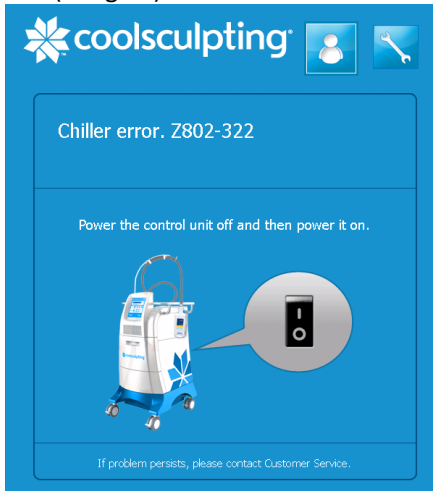 coolsculpting
Chiller error. Z802-322
Power the control unit off and then power it on.
coolsculpting
If problem persists, please contact Customer Service.